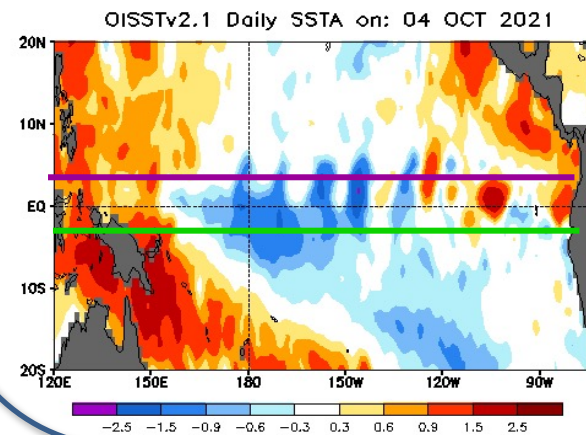 OISSTv2.1 Daily SSTA on: 04 OCT 2021
20N
10N
EQ
10S
20S
120E 150E 180 150W 120W 90W
-2.5 -1.5 -0.9 -0.6 -0.3 0.3 0.6 0.9 1.5 2.5